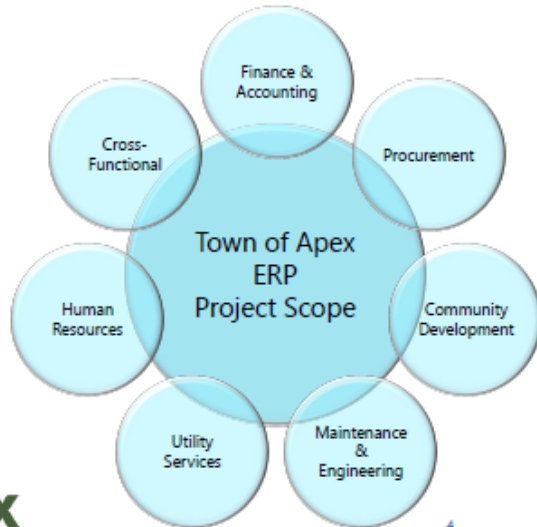 Finance &
Accounting
Cross-
Functional
Procurement
Town of Apex
ERP
Project Scope
Human
Resources
Community
Development
Utility
Services
Maintenance
&
Engineering
x